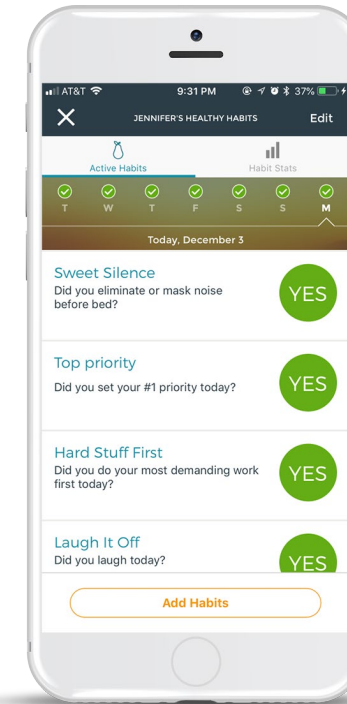 AT&T 9:31 PM 37%
JENNIFER'S HEALTHY HABITS Edit
Active Habits Habit Stats
T W T F S S M
Today, December 3
Sweet Silence
Did you eliminate or mask noise
before bed?
YES
Top priority
Did you set your #1 priority today?
YES
Hard Stuff First
Did you do your most demanding work
first today?
YES
Laugh It Off
Did you laugh today?
YES
Add Habits